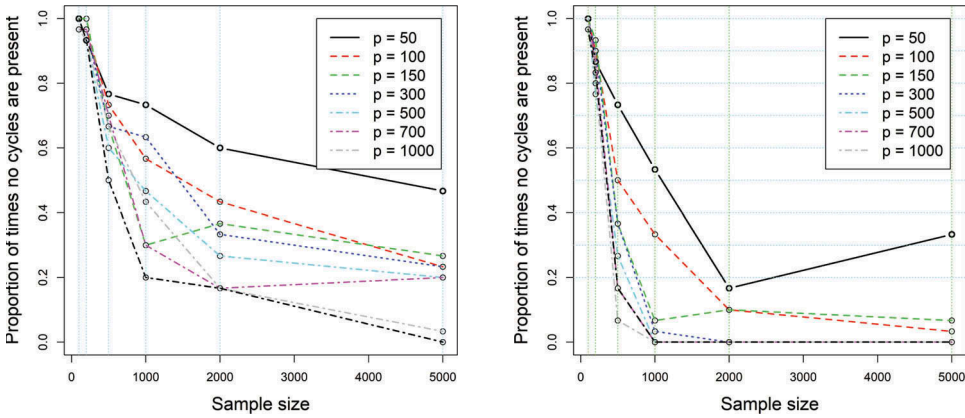 Proportion of times no cycles are present
1.0
0.8
0.6
0.4
0.2
0.0
0 1000 2000 3000 4000 5000
Sample size
p = 50
p = 100
p = 150
p = 300
p = 500
p = 700
p = 1000
Proportion of times no cycles are present
1.0
0.8
0.6
0.4
0.2
0.0
0 1000 2000 3000 4000 5000
Sample size
p = 50
p = 100
p = 150
p = 300
p = 500
p = 700
p = 1000